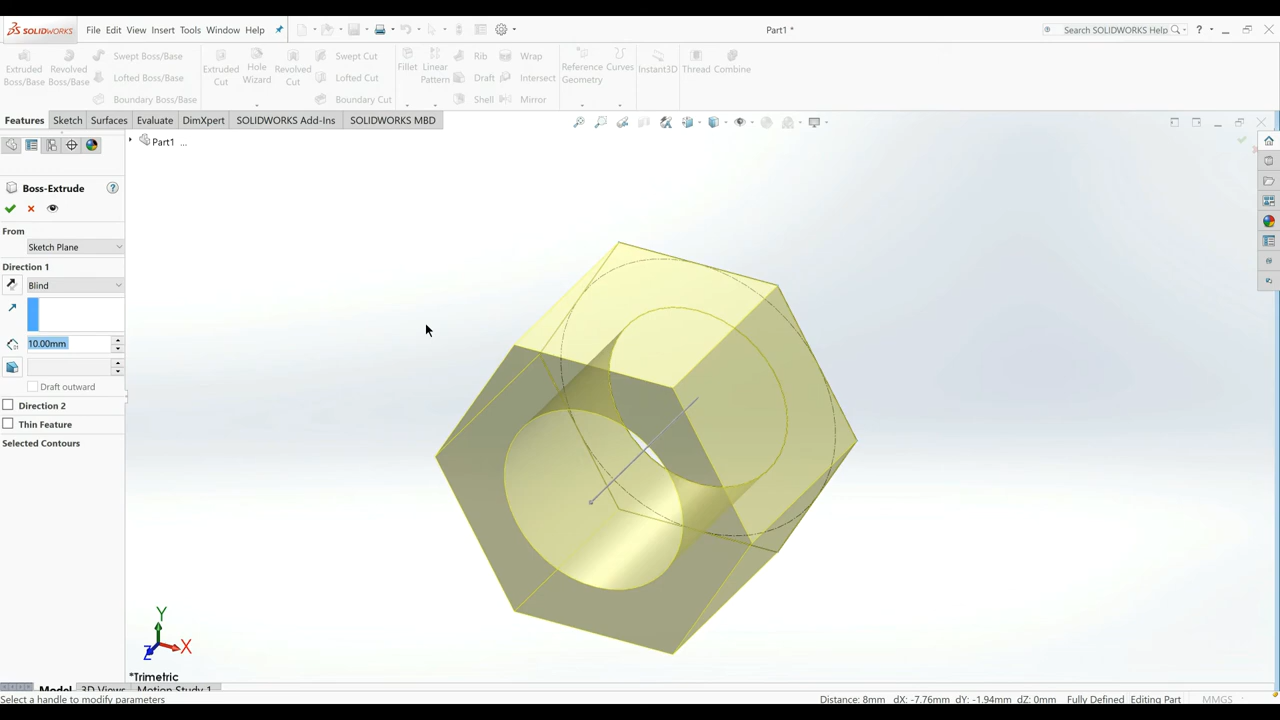 SOLIDWORKS File Edit View Insert Tools Window Help Part1 * Search SOLIDWORKS Help ?
Extruded Boss/Base
Revolved Boss/Base
Swept Boss/Base
Lofted Boss/Base
Boundary Boss/Base
Extruded Cut
Hole Wizard
Revolved Cut
Swept Cut
Lofted Cut
Boundary Cut
Fillet
Linear Pattern
Rib
Draft
Shell
Wrap
Intersect
Mirror
Reference Geometry
Curves
Instant3D
Thread
Combine
Features Sketch Surfaces Evaluate DimXpert SOLIDWORKS Add-Ins SOLIDWORKS MBD
Part1 ...
Boss-Extrude ?
From
Sketch Plane
Direction 1
Blind
10.00mm
Draft outward
Direction 2
Thin Feature
Selected Contours
Y
X
Z
*Trimetric
Model 3D Views Motion Study 1
Select a handle to modify parameters Distance: 8mm dX: -7.76mm dY: -1.94mm dZ: 0mm Fully Defined Editing Part MMGS